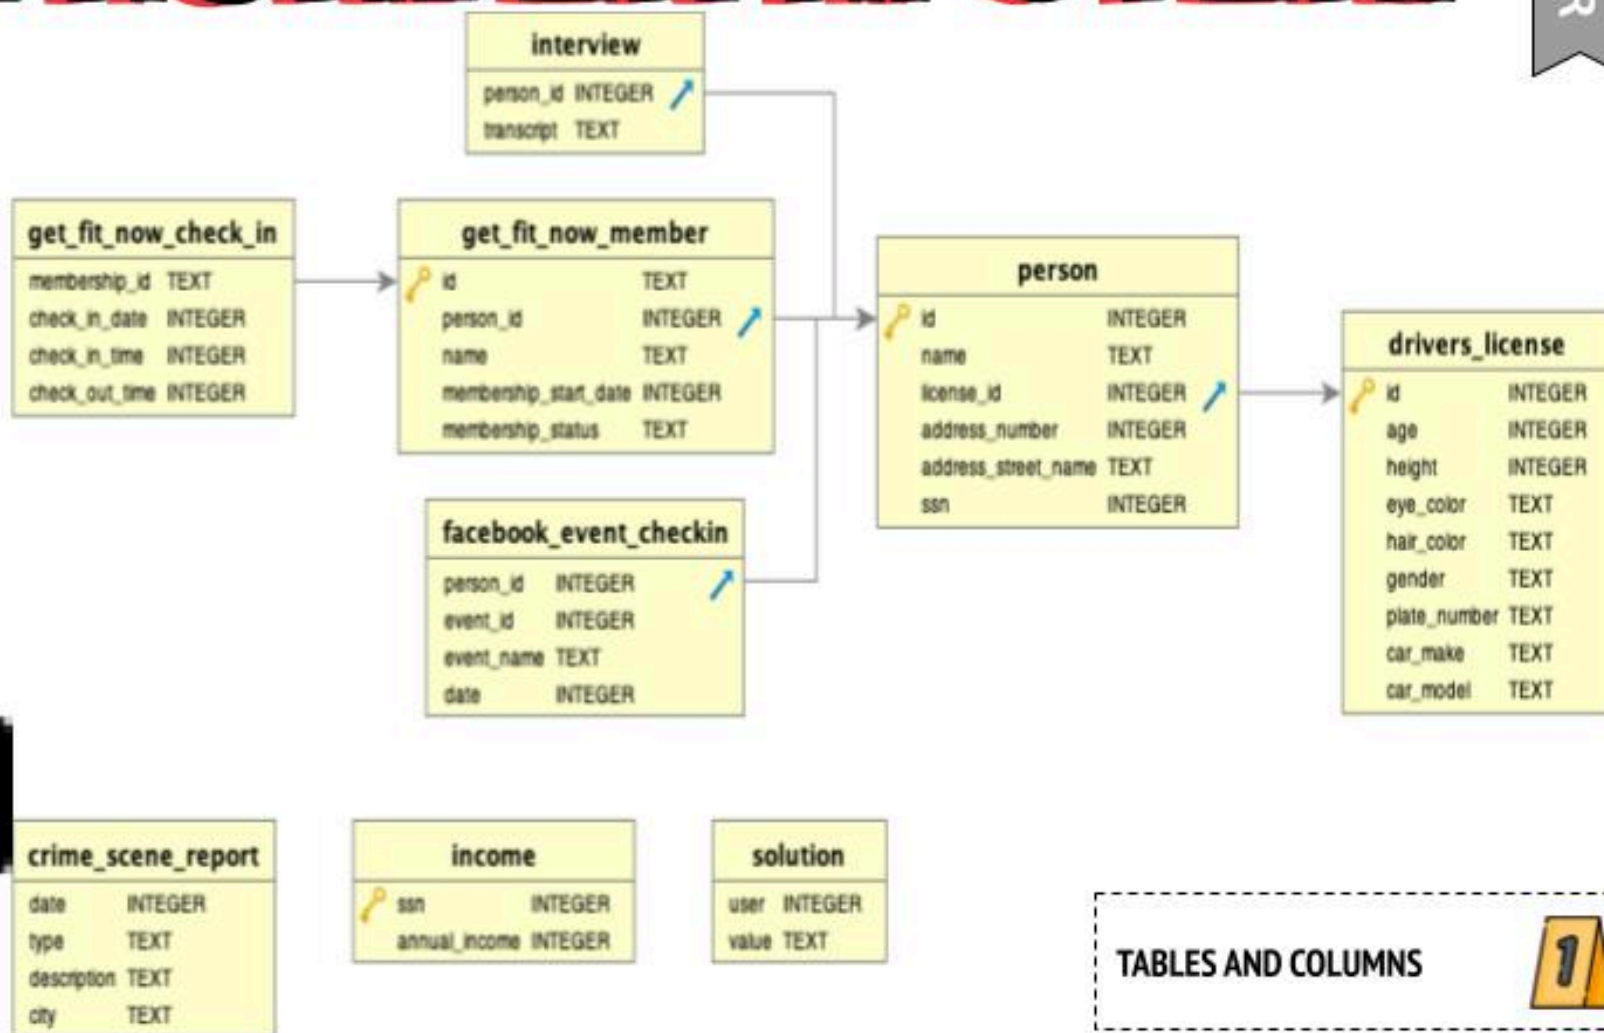 interview
person_id INTEGER
transcript TEXT
get_fit_now_check_in
membership_id TEXT
check_in_date INTEGER
check_in_time INTEGER
check_out_time INTEGER
get_fit_now_member
id TEXT
person_id INTEGER
name TEXT
membership_start_date INTEGER
membership_status TEXT
person
id INTEGER
name TEXT
license_id INTEGER
address_number INTEGER
address_street_name TEXT
ssn INTEGER
drivers_license
id INTEGER
age INTEGER
height INTEGER
eye_color TEXT
hair_color TEXT
gender TEXT
plate_number TEXT
car_make TEXT
car_model TEXT
facebook_event_checkin
person_id INTEGER
event_id INTEGER
event_name TEXT
date INTEGER
crime_scene_report
date INTEGER
type TEXT
description TEXT
city TEXT
income
ssn INTEGER
annual_income INTEGER
solution
user INTEGER
value TEXT
TABLES AND COLUMNS
1
R